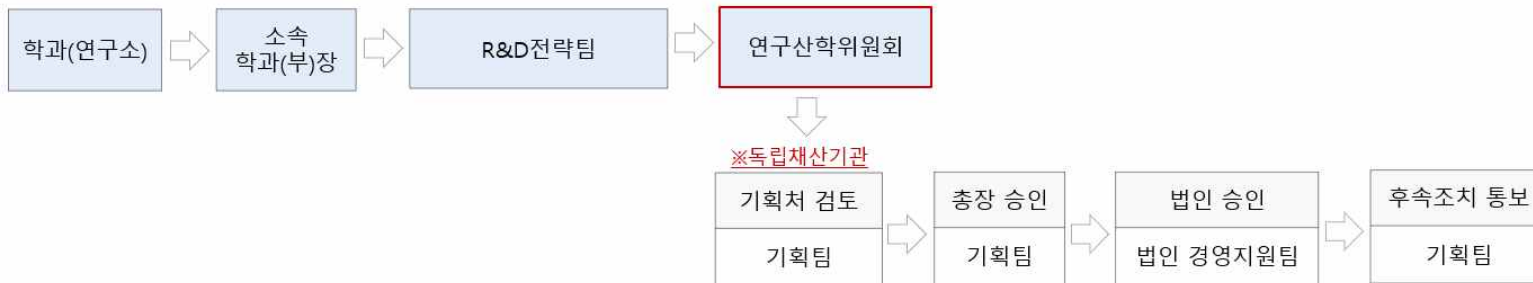 학과(연구소)
소속
학과(부)장
R&D전략팀
연구산학위원회
※독립채산기관
기획처 검토
기획팀
총장 승인
기획팀
법인 승인
법인 경영지원팀
후속조치 통보
기획팀